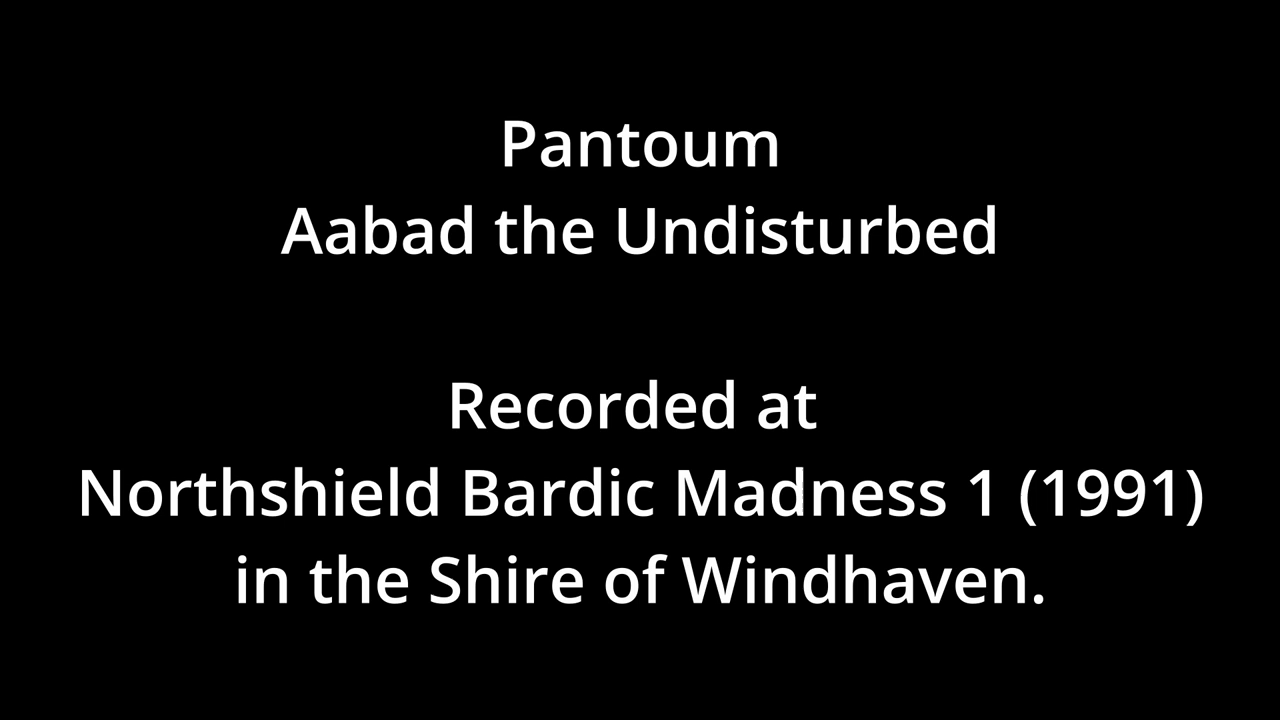 Pantoum
Aabad the Undisturbed
Recorded at
Northshield Bardic Madness 1 (1991)
in the Shire of Windhaven.